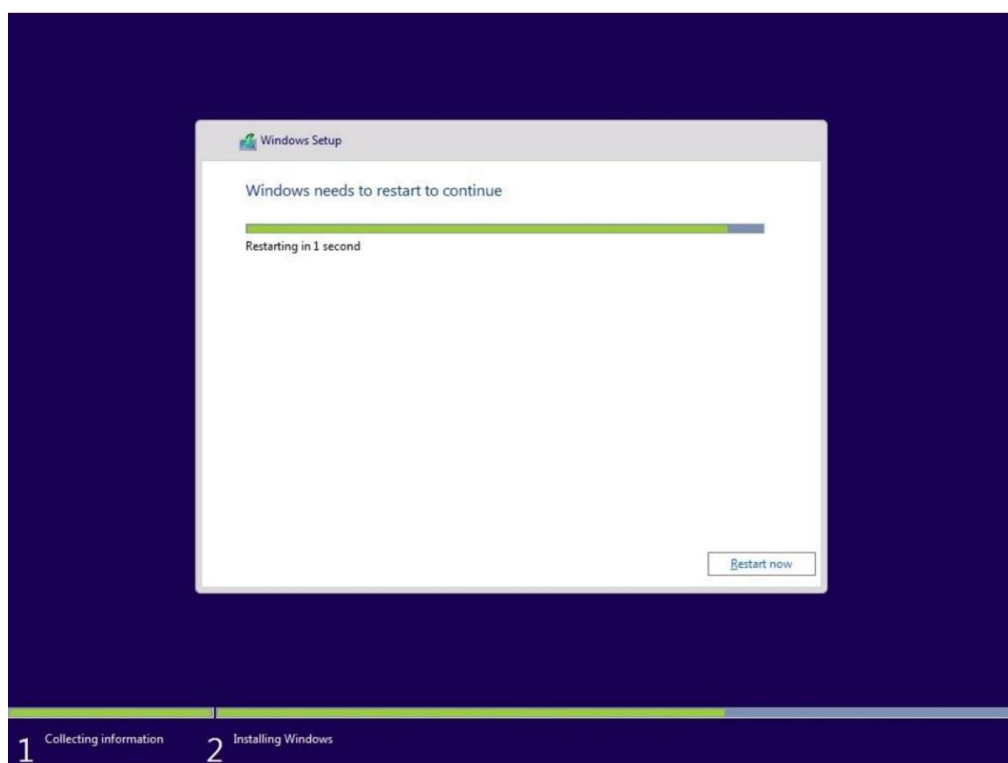 Windows Setup
Windows needs to restart to continue
Restarting in 1 second
Restart now
1 Collecting information
2 Installing Windows